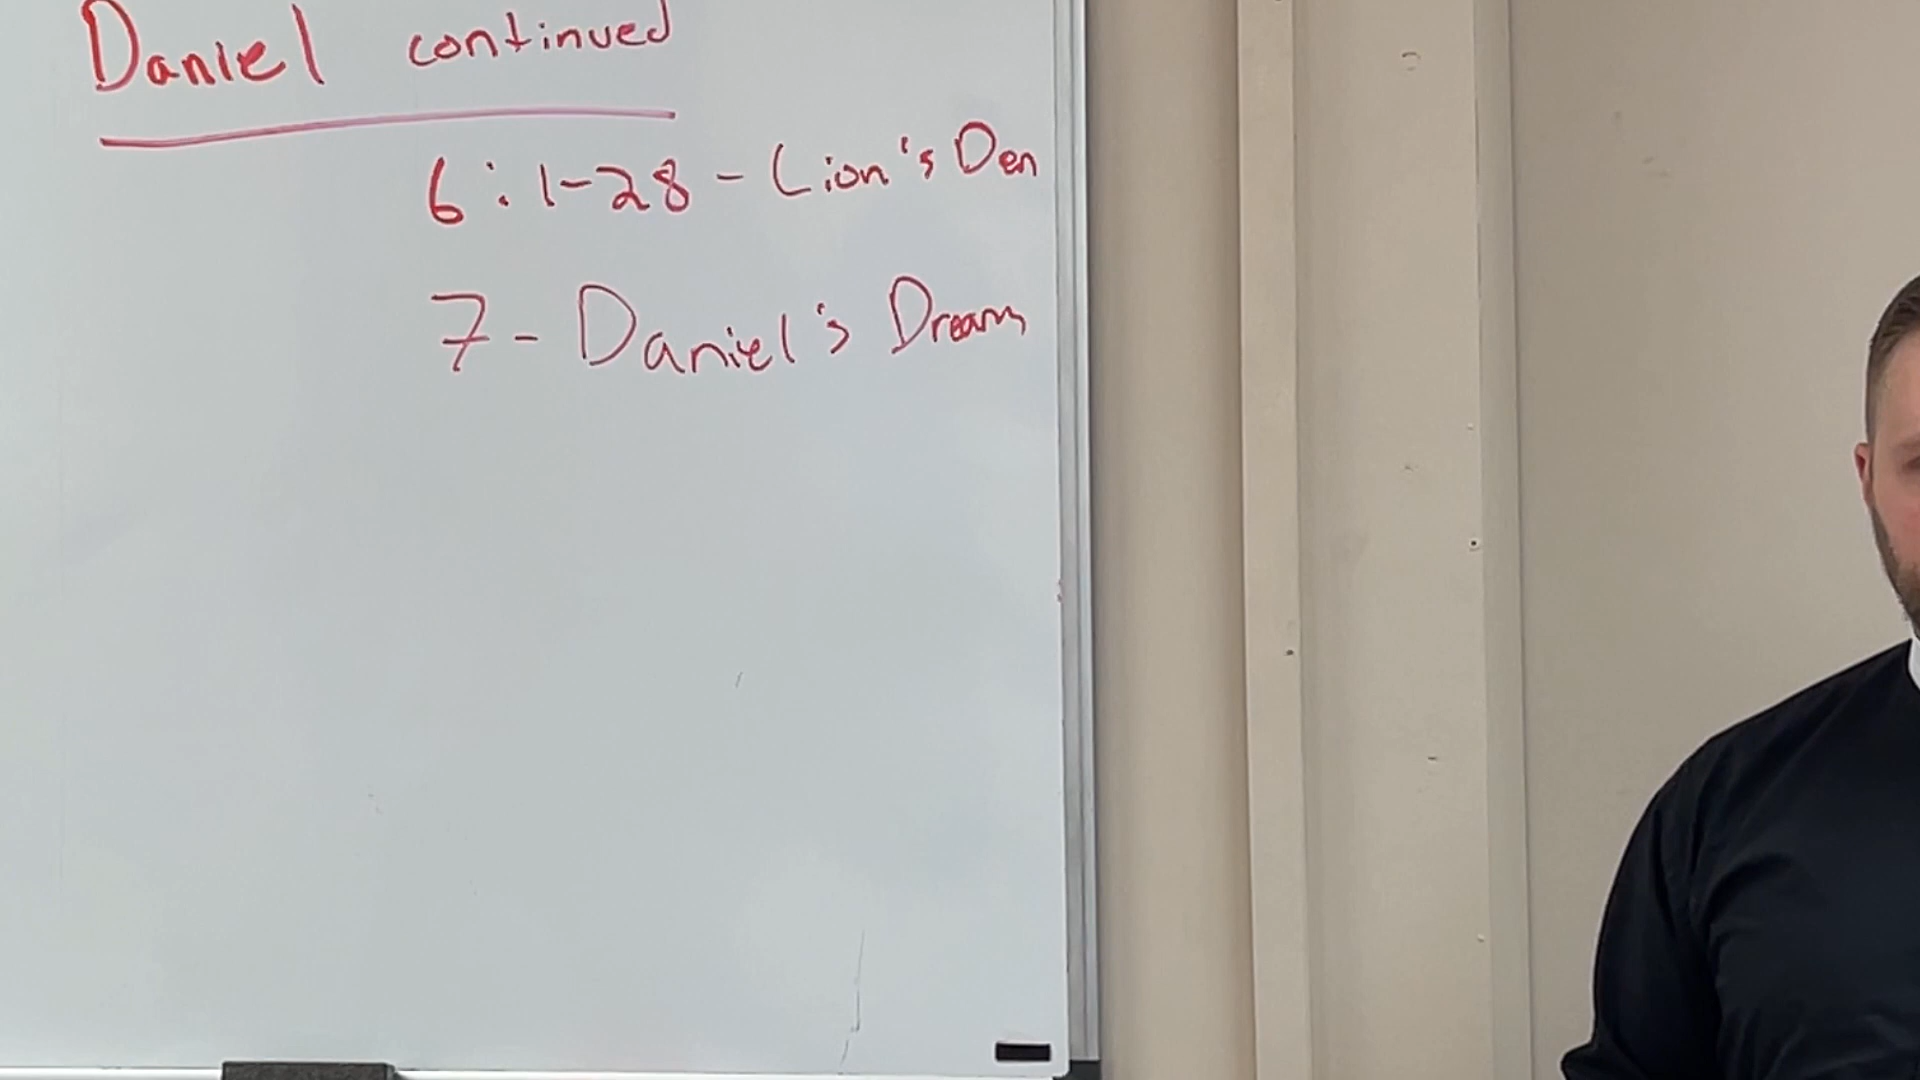 Daniel continued
6:1-28 - Lion's Den
7 - Daniel's Dream